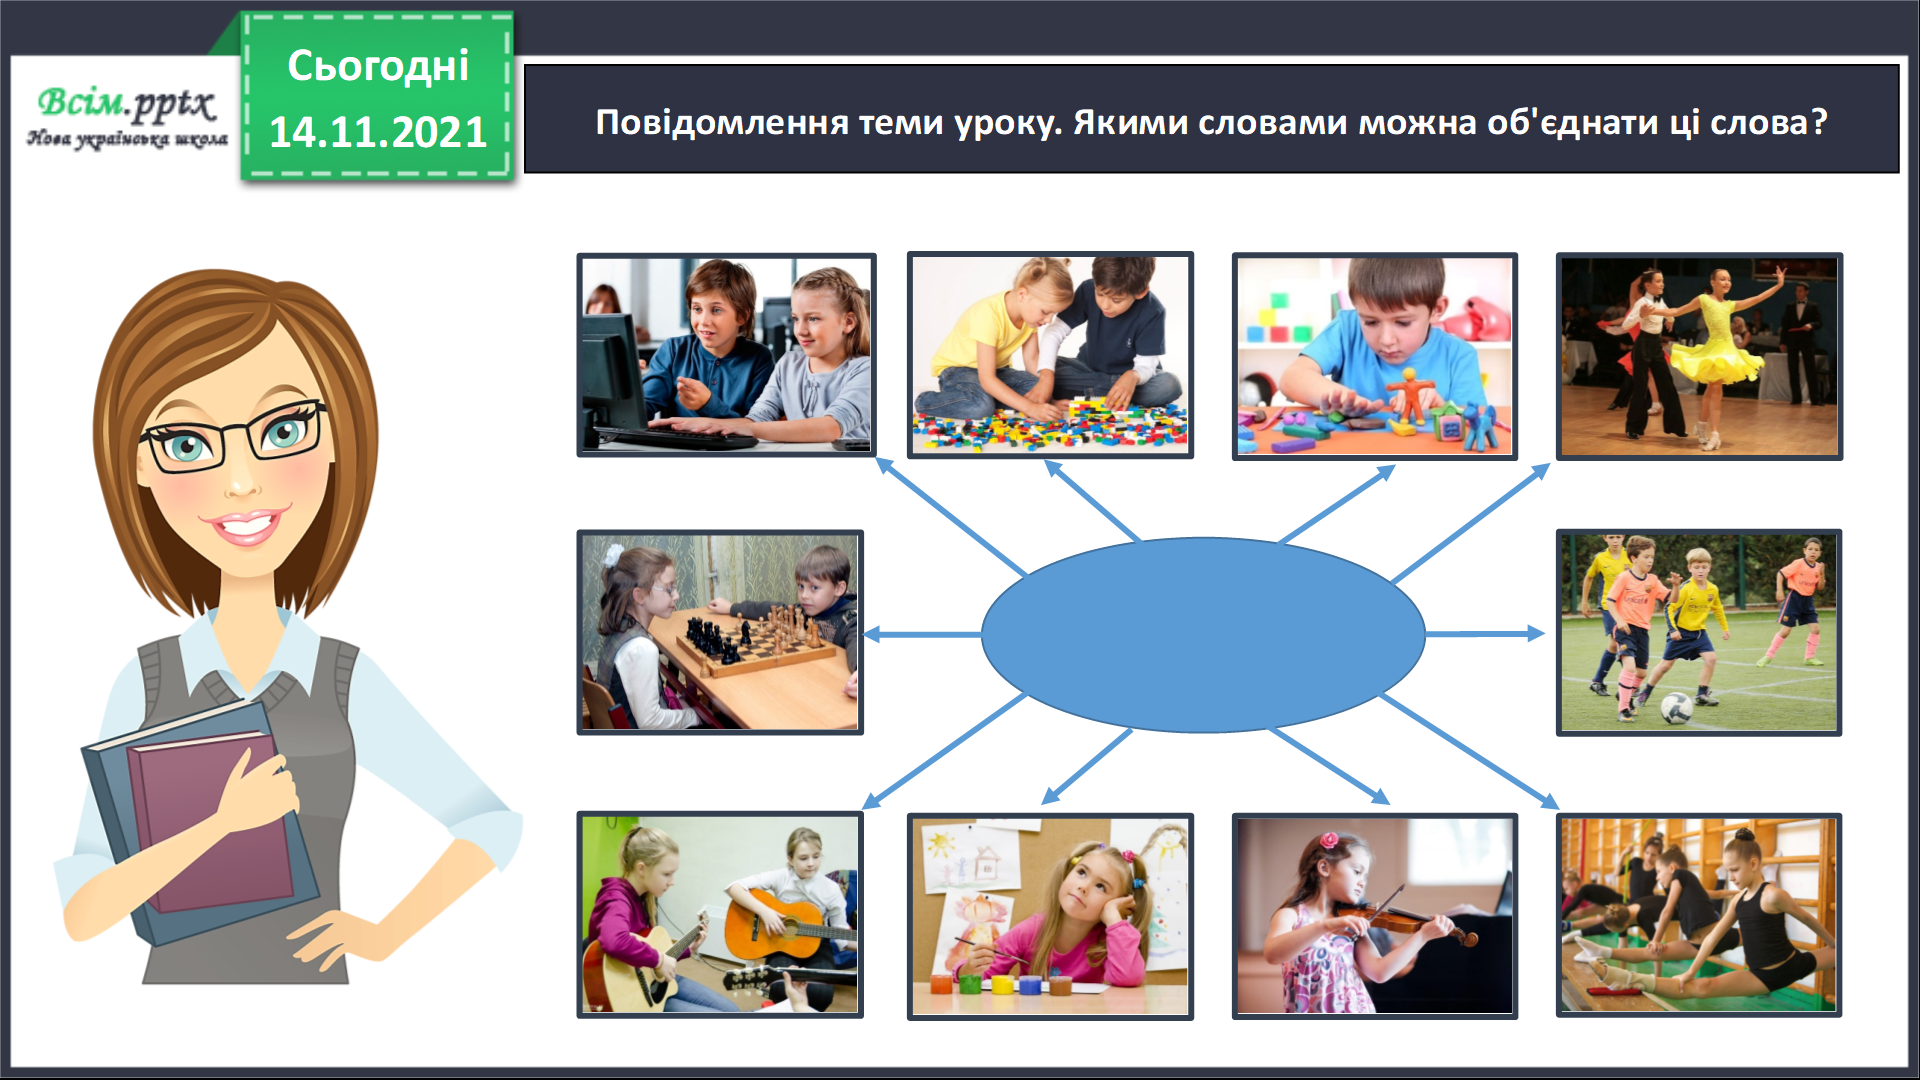 Всім.pptx
Нова українська школа
Сьогодні
14.11.2021
Повідомлення теми уроку. Якими словами можна об'єднати ці слова?